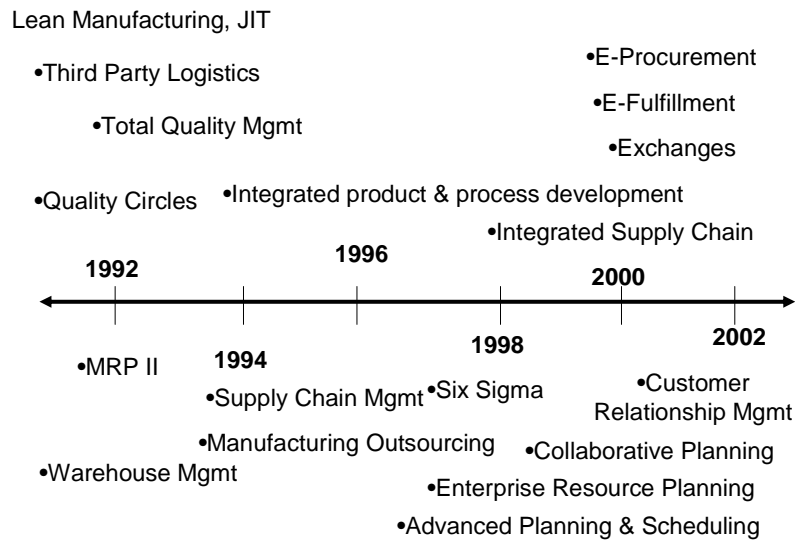 Lean Manufacturing, JIT
•Third Party Logistics
•E-Procurement
•E-Fulfillment
•Total Quality Mgmt
•Exchanges
•Quality Circles
•Integrated product & process development
•Integrated Supply Chain
1992
1996
2000
1994
1998
2002
•MRP II
•Supply Chain Mgmt
•Six Sigma
•Customer
Relationship Mgmt
•Manufacturing Outsourcing
•Collaborative Planning
•Warehouse Mgmt
•Enterprise Resource Planning
•Advanced Planning & Scheduling